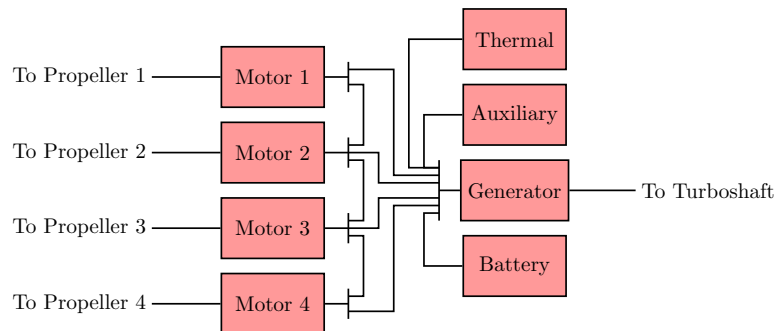 Thermal
To Propeller 1
Motor 1
Auxiliary
To Propeller 2
Motor 2
Generator
To Turboshaft
To Propeller 3
Motor 3
Battery
To Propeller 4
Motor 4